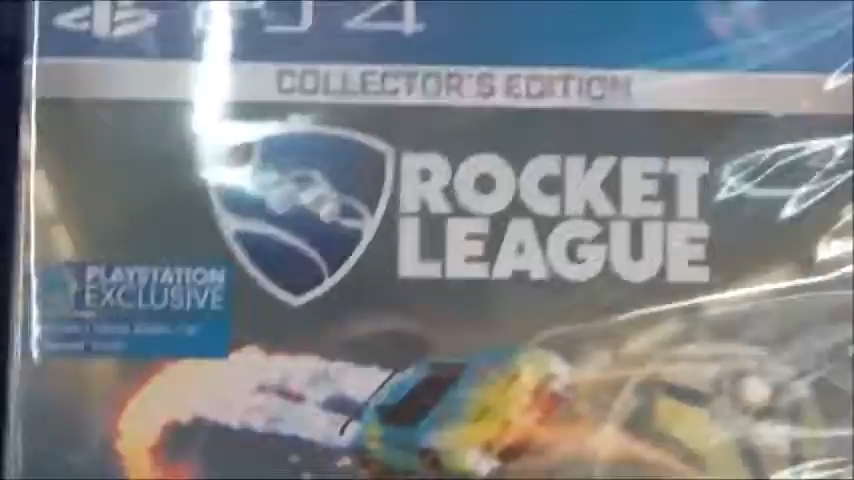 PS4
COLLECTOR'S EDITION
ROCKET
LEAGUE
PLAYSTATION
EXCLUSIVE